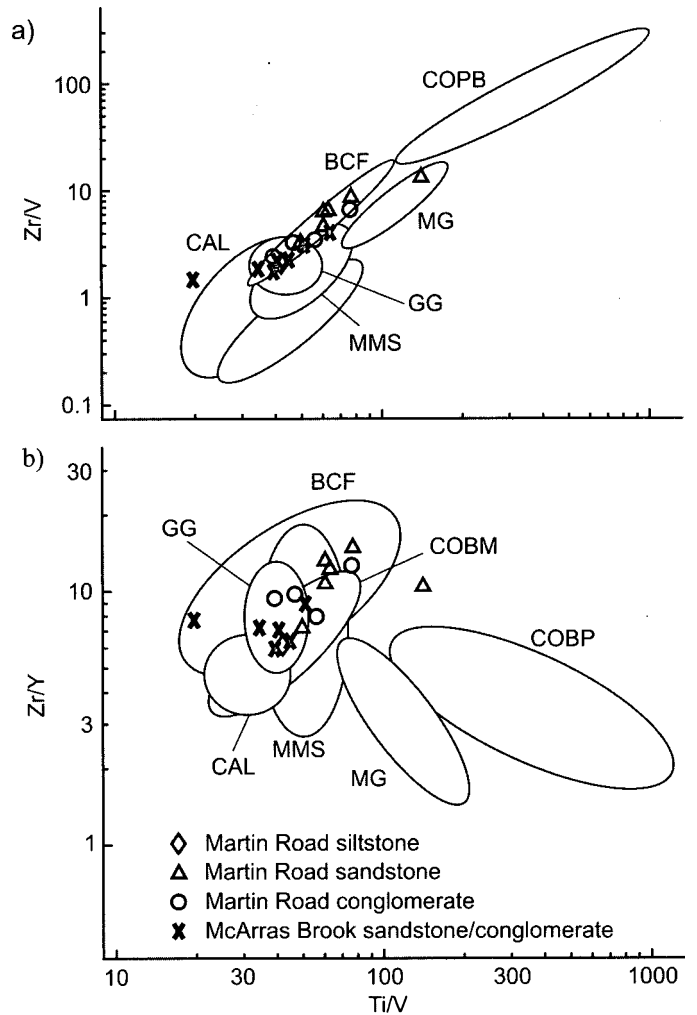 a)
COPB
100
BCF
10
MG
Zr/V
CAL
1
GG
MMS
0.1
b)
30
BCF
GG
COBM
10
COBP
Zr/Y
3
CAL
MMS
MG
Martin Road siltstone
1
Martin Road sandstone
Martin Road conglomerate
McArras Brook sandstone/conglomerate
10 30 100 300 1000
Ti/V